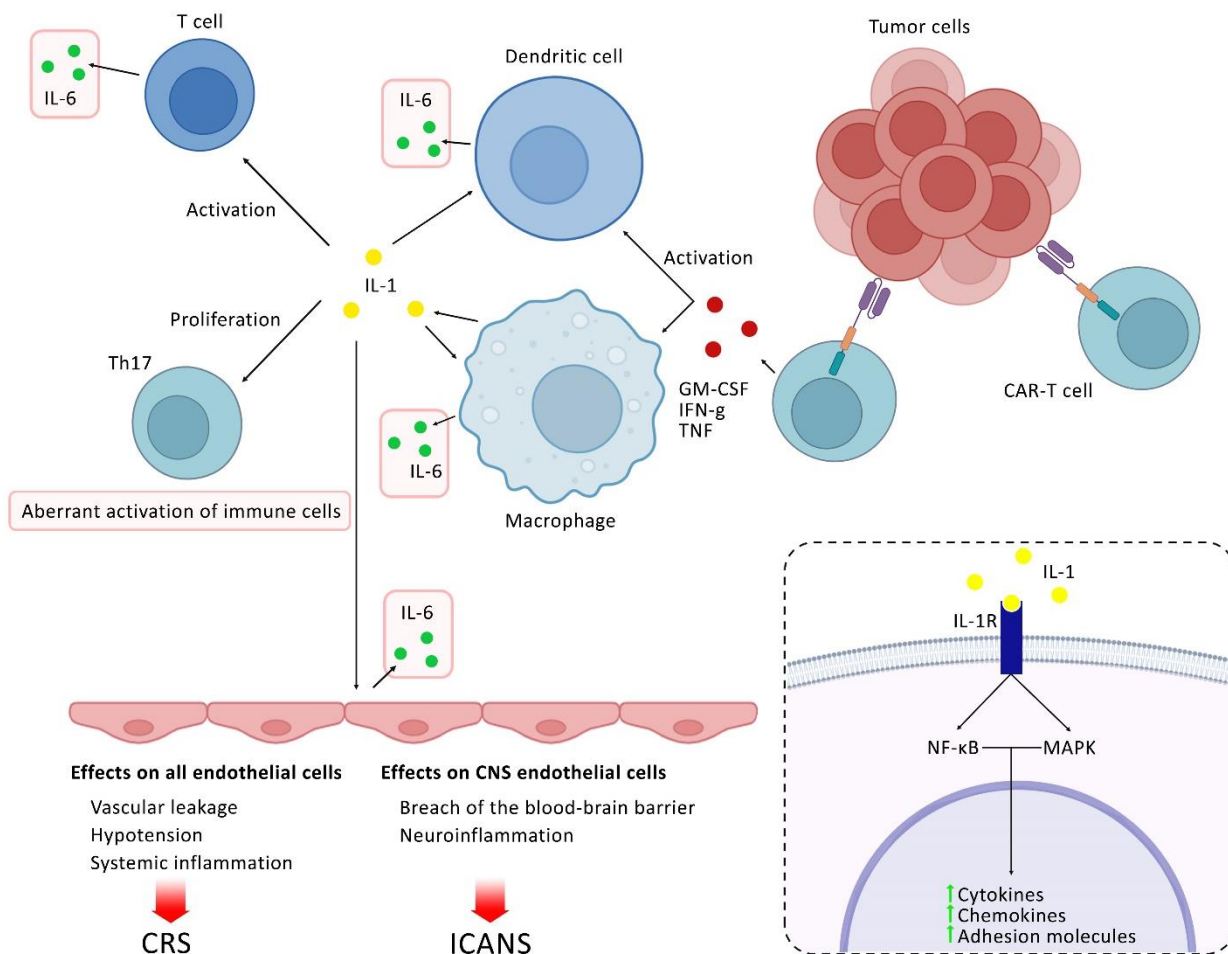 T cell
IL-6
Activation
Dendritic cell
IL-6
Tumor cells
IL-1
Proliferation
Th17
Aberrant activation of immune cells
Activation
GM-CSF
IFN-g
TNF
CAR-T cell
IL-6
Macrophage
IL-6
Effects on all endothelial cells
Vascular leakage
Hypotension
Systemic inflammation
CRS
Effects on CNS endothelial cells
Breach of the blood-brain barrier
Neuroinflammation
ICANS
IL-1
IL-1R
NF-κB
MAPK
Cytokines
Chemokines
Adhesion molecules